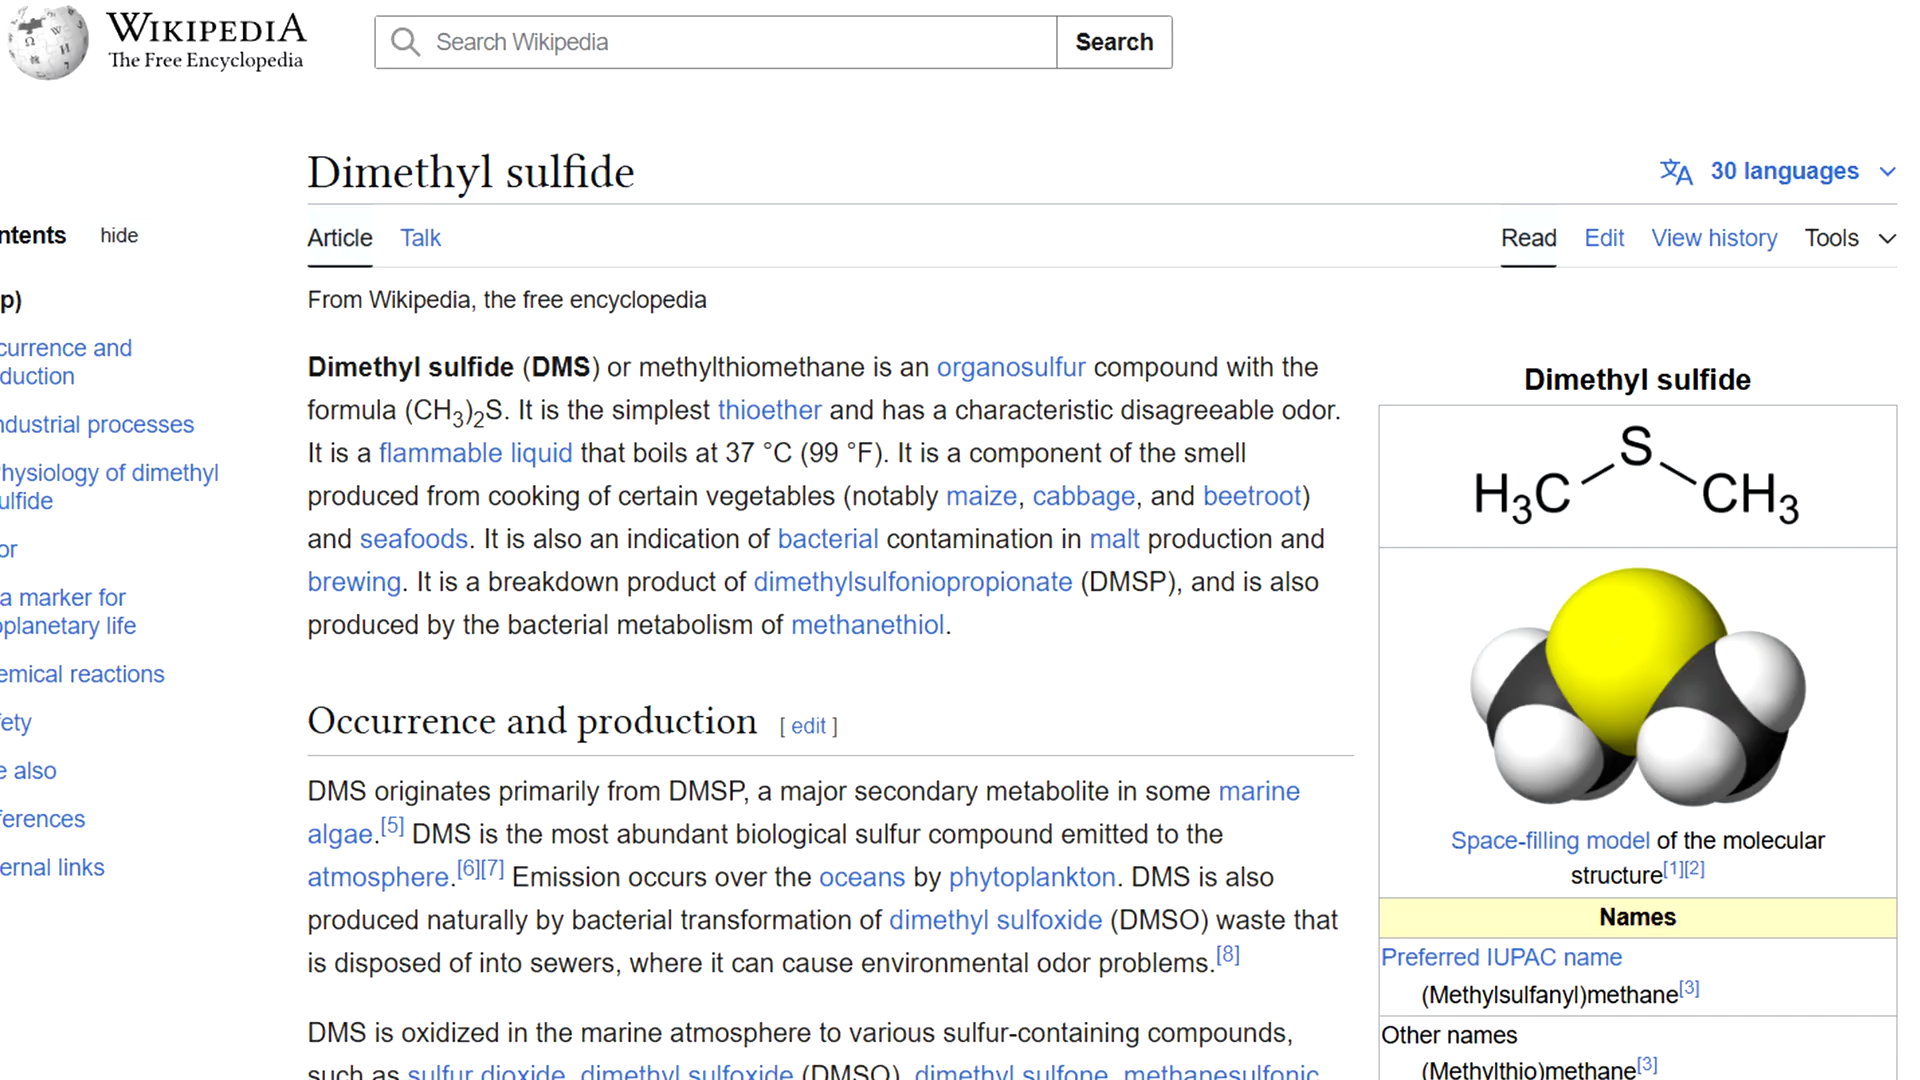 WIKIPEDIA
The Free Encyclopedia
Search Wikipedia
Search
Dimethyl sulfide
30 languages
ntents hide
Article Talk
Read Edit View history Tools
p)
From Wikipedia, the free encyclopedia
currence and
duction
ndustrial processes
hysiology of dimethyl
ulfide
or
a marker for
planetary life
emical reactions
fety
e also
ferences
ernal links
Dimethyl sulfide (DMS) or methylthiomethane is an organosulfur compound with the
formula (CH3)2S. It is the simplest thioether and has a characteristic disagreeable odor.
It is a flammable liquid that boils at 37 °C (99 °F). It is a component of the smell
produced from cooking of certain vegetables (notably maize, cabbage, and beetroot)
and seafoods. It is also an indication of bacterial contamination in malt production and
brewing. It is a breakdown product of dimethylsulfoniopropionate (DMSP), and is also
produced by the bacterial metabolism of methanethiol.
Occurrence and production [ edit ]
DMS originates primarily from DMSP, a major secondary metabolite in some marine
algae.[5] DMS is the most abundant biological sulfur compound emitted to the
atmosphere.[6][7] Emission occurs over the oceans by phytoplankton. DMS is also
produced naturally by bacterial transformation of dimethyl sulfoxide (DMSO) waste that
is disposed of into sewers, where it can cause environmental odor problems.[8]
DMS is oxidized in the marine atmosphere to various sulfur-containing compounds,
such as sulfur dioxide, dimethyl sulfoxide (DMSO), dimethyl sulfone, methanesulfonic
Dimethyl sulfide
S
H3C CH3
Space-filling model of the molecular
structure[1][2]
Names
Preferred IUPAC name
(Methylsulfanyl)methane[3]
Other names
(Methylthio)methane[3]